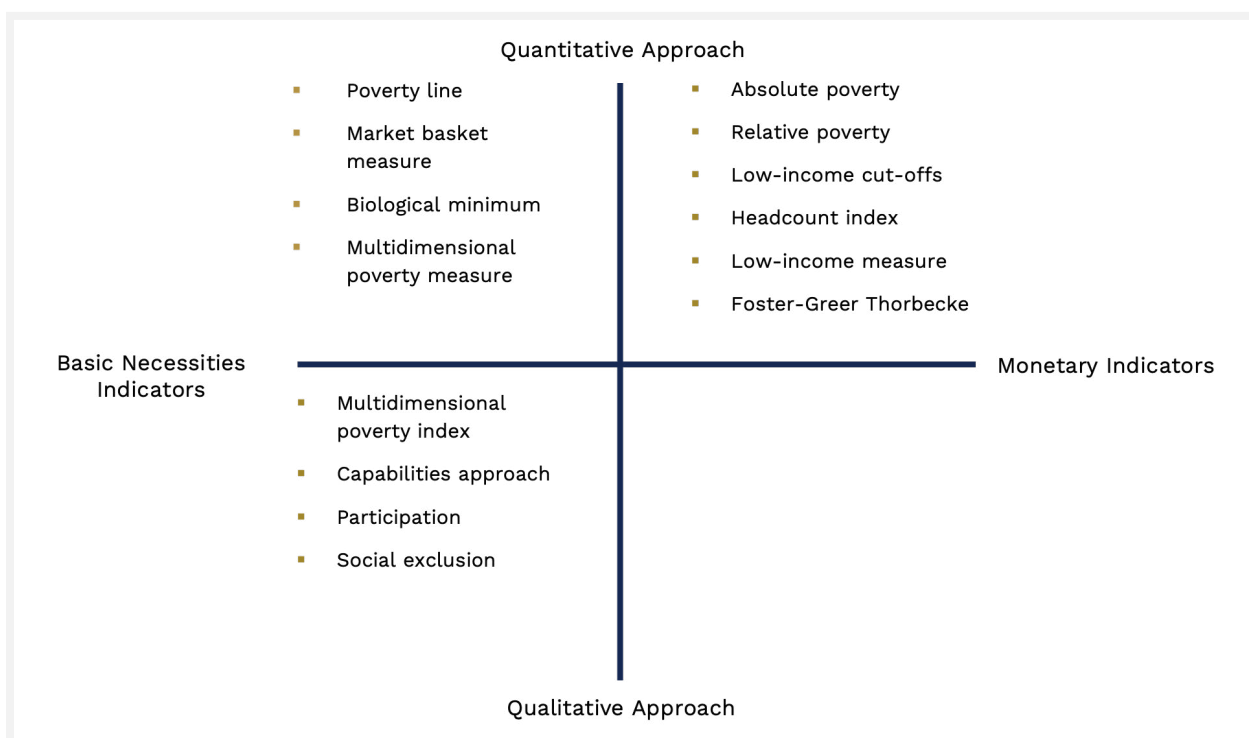 Quantitative Approach
Poverty line
Market basket
measure
Biological minimum
Multidimensional
poverty measure
Absolute poverty
Relative poverty
Low-income cut-offs
Headcount index
Low-income measure
Foster-Greer Thorbecke
Basic Necessities
Indicators
Monetary Indicators
Multidimensional
poverty index
Capabilities approach
Participation
Social exclusion
Qualitative Approach